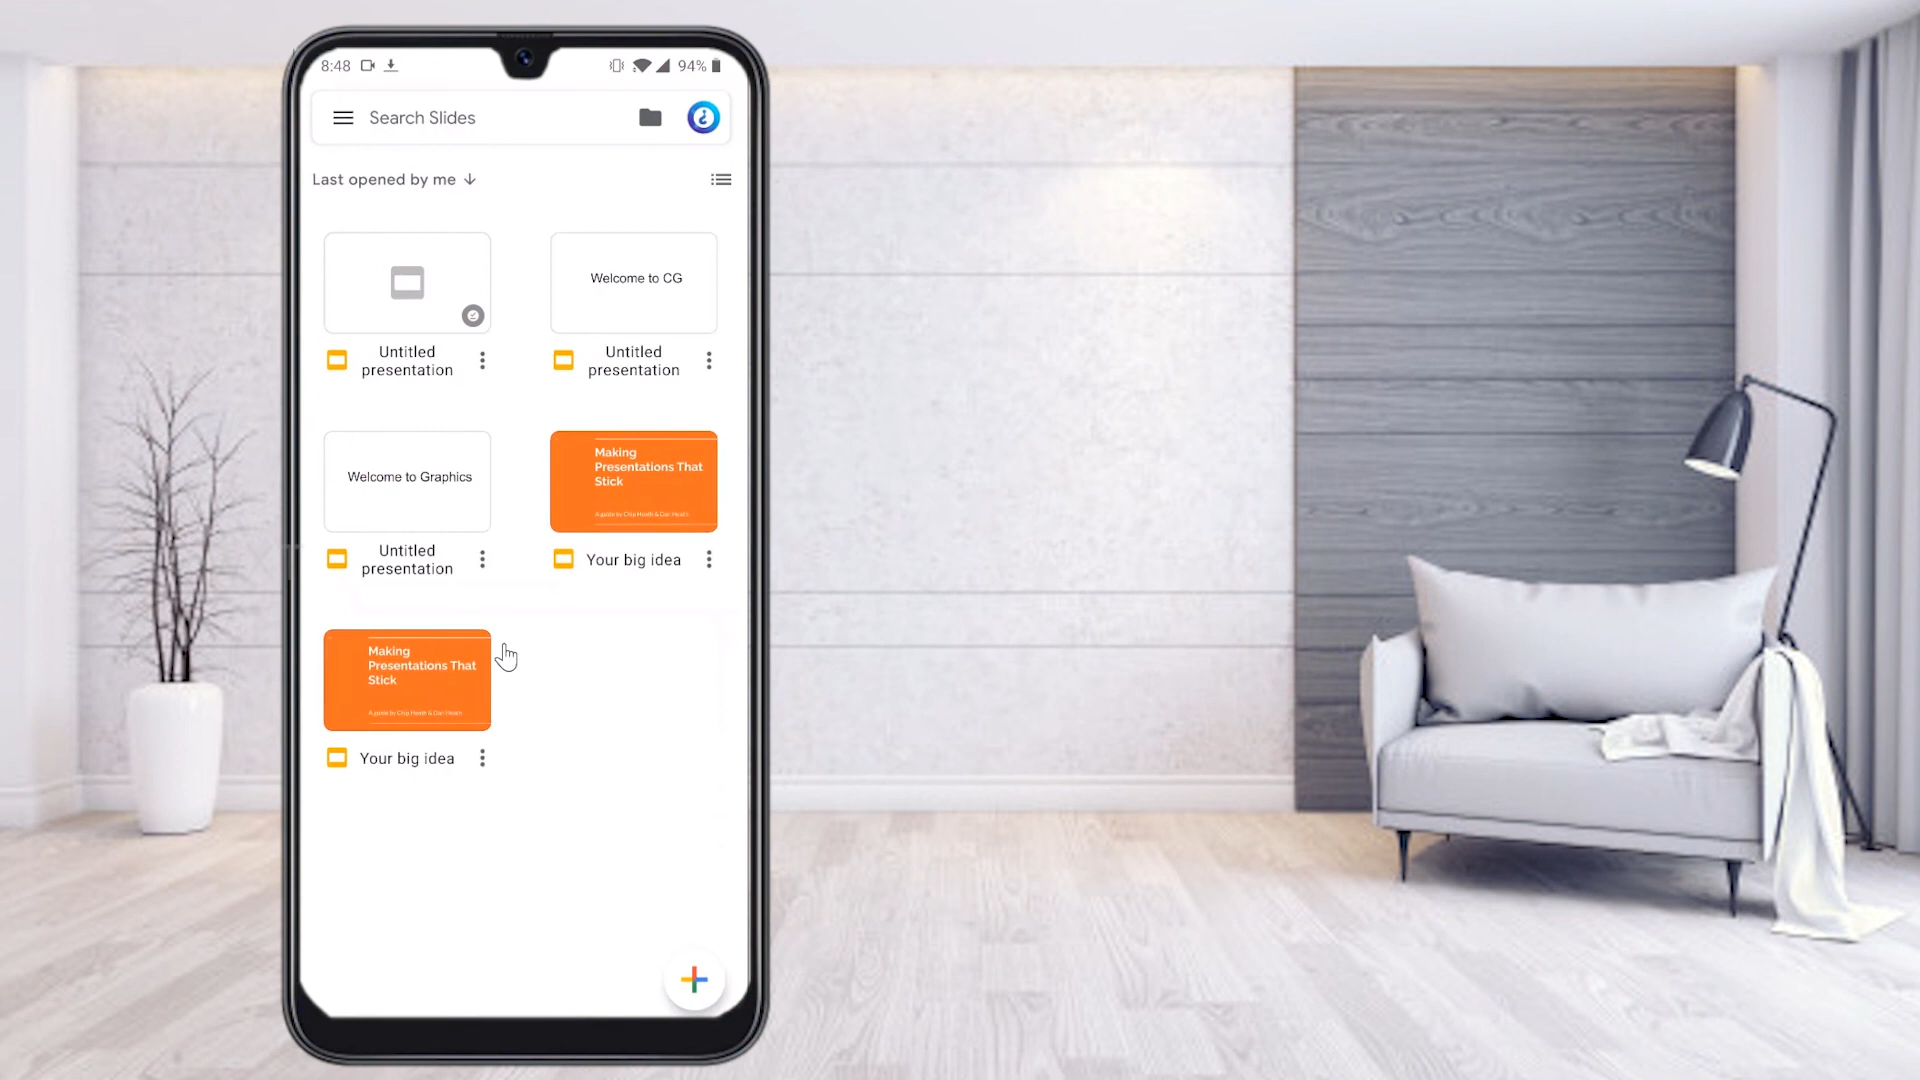 8:48
94%
Search Slides
Last opened by me
Welcome to CG
Untitled
presentation
Untitled
presentation
Welcome to Graphics
Making
Presentations That
Stick
A guide by Chip Heath & Dan Heath
Untitled
presentation
Your big idea
Making
Presentations That
Stick
A guide by Chip Heath & Dan Heath
Your big idea